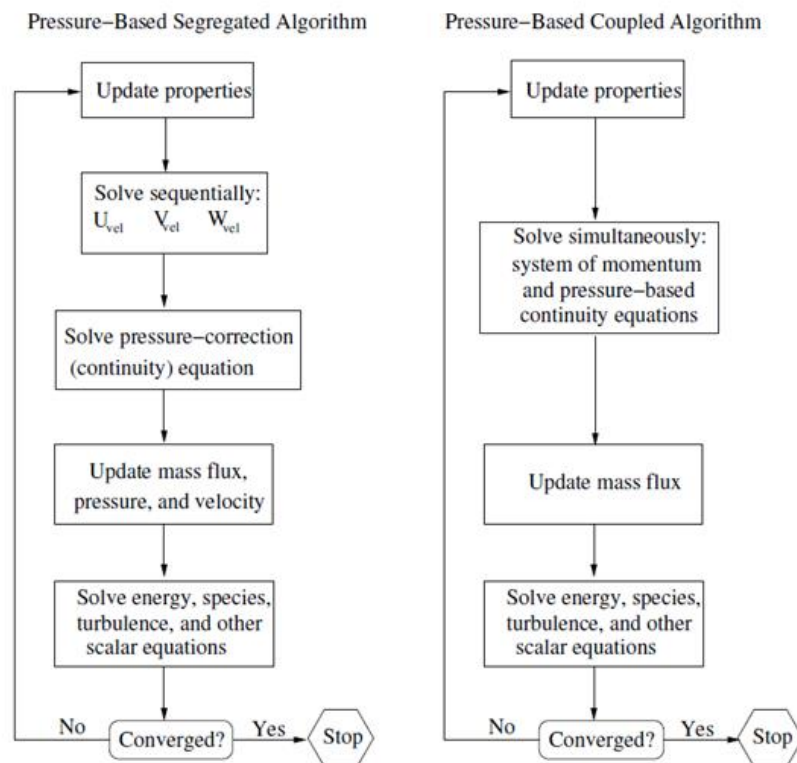 Pressure−Based Segregated Algorithm
Update properties
Solve sequentially:
Uvel Vvel Wvel
Solve pressure−correction
(continuity) equation
Update mass flux,
pressure, and velocity
Solve energy, species,
turbulence, and other
scalar equations
No
Converged?
Yes
Stop
Pressure−Based Coupled Algorithm
Update properties
Solve simultaneously:
system of momentum
and pressure−based
continuity equations
Update mass flux
Solve energy, species,
turbulence, and other
scalar equations
No
Converged?
Yes
Stop